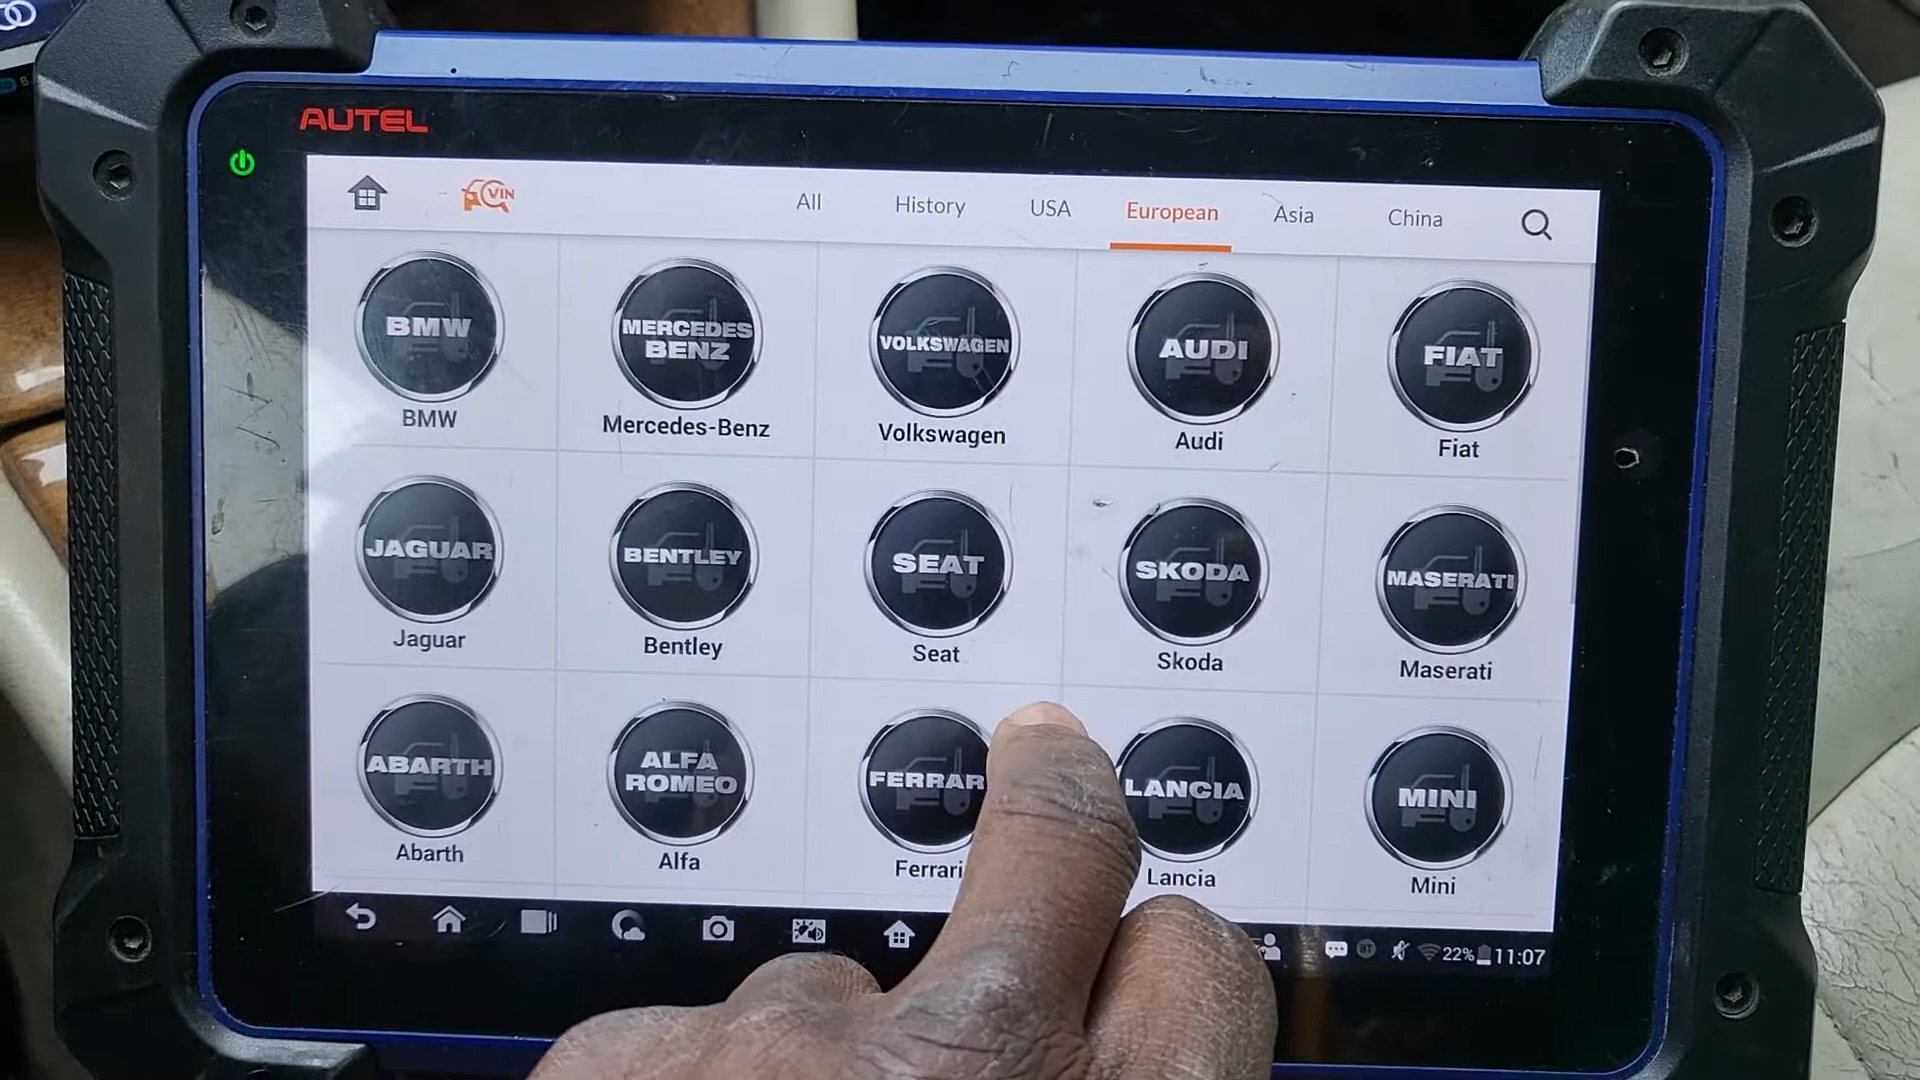 AUTEL
VIN
All
History
USA
European
Asia
China
BMW
MERCEDES
BENZ
VOLKSWAGEN
AUDI
FIAT
BMW
Mercedes-Benz
Volkswagen
Audi
Fiat
JAGUAR
BENTLEY
SEAT
SKODA
MASERATI
Jaguar
Bentley
Seat
Skoda
Maserati
ABARTH
ALFA
ROMEO
FERRAR
LANCIA
MINI
Abarth
Alfa
Ferrari
Lancia
Mini
BT
22%
11:07